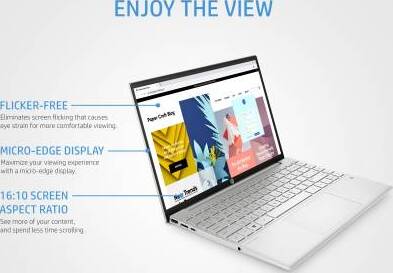 ENJOY THE VIEW
FLICKER-FREE
Eliminates screen flicking that causes
eye strain for more comfortable viewing.
MICRO-EDGE DISPLAY
Maximize your viewing experience
with a micro-edge display.
16:10 SCREEN
ASPECT RATIO
See more of your content,
and spend less time scrolling.
Paper Craft Blog
New Trends